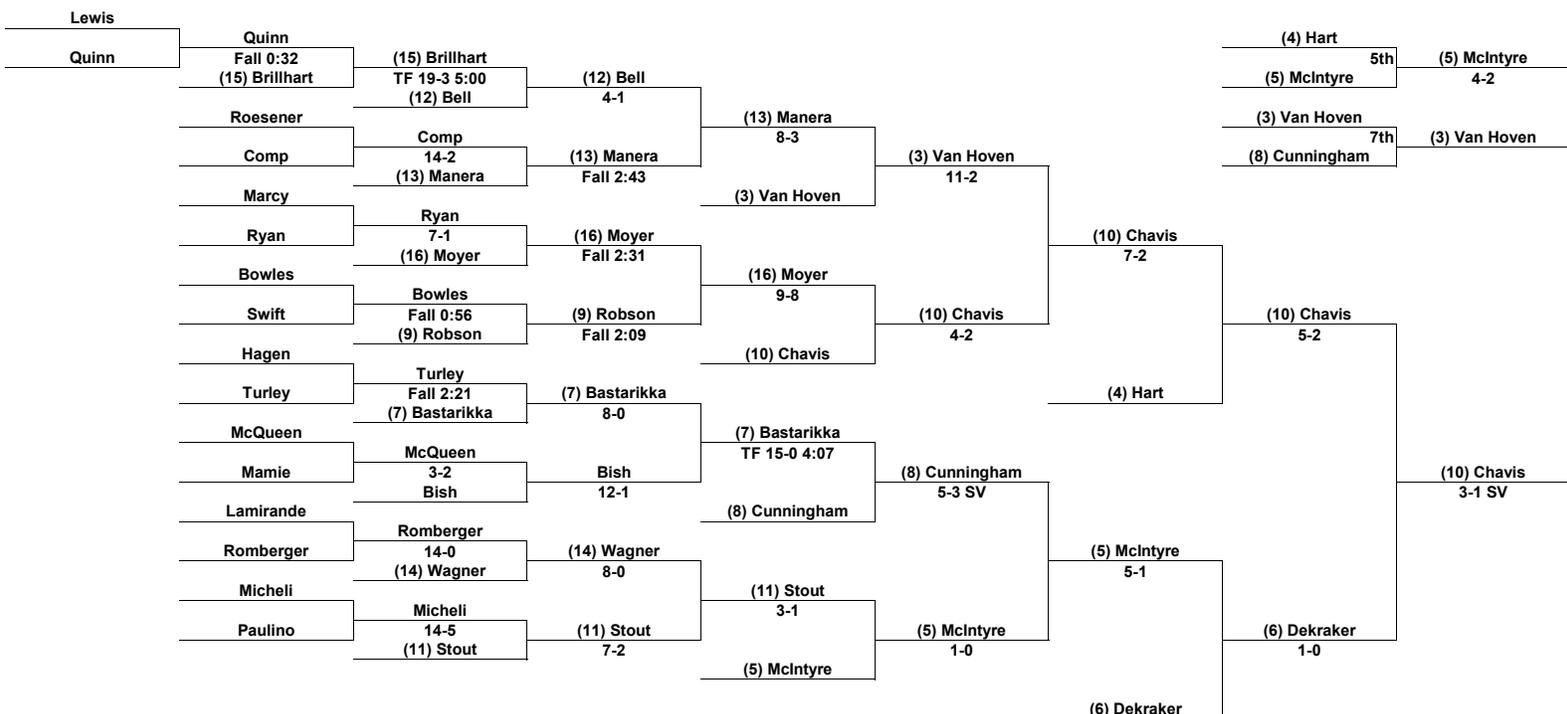 Lewis
Quinn
Quinn
Fall 0:32
(15) Brillhart
Roesener
Comp
Marcy
Ryan
Bowles
Swift
Hagen
Turley
McQueen
Mamie
Lamirande
Romberger
Micheli
Paulino
(15) Brillhart
TF 19-3 5:00
(12) Bell
Comp
14-2
(13) Manera
Ryan
7-1
(16) Moyer
Bowles
Fall 0:56
(9) Robson
Turley
Fall 2:21
(7) Bastarikka
McQueen
3-2
Bish
Romberger
14-0
(14) Wagner
Micheli
14-5
(11) Stout
(12) Bell
4-1
(13) Manera
Fall 2:43
(16) Moyer
Fall 2:31
(9) Robson
Fall 2:09
(7) Bastarikka
8-0
Bish
12-1
(14) Wagner
8-0
(11) Stout
7-2
(13) Manera
8-3
(3) Van Hoven
(16) Moyer
9-8
(10) Chavis
(7) Bastarikka
TF 15-0 4:07
(8) Cunningham
(11) Stout
3-1
(5) McIntyre
(3) Van Hoven
11-2
(10) Chavis
4-2
(8) Cunningham
5-3 SV
(5) McIntyre
1-0
(10) Chavis
7-2
(4) Hart
(5) McIntyre
5-1
(6) Dekraker
(10) Chavis
5-2
(6) Dekraker
1-0
(10) Chavis
3-1 SV
(4) Hart
5th
(5) McIntyre
(5) McIntyre
4-2
(3) Van Hoven
7th
(8) Cunningham
(3) Van Hoven